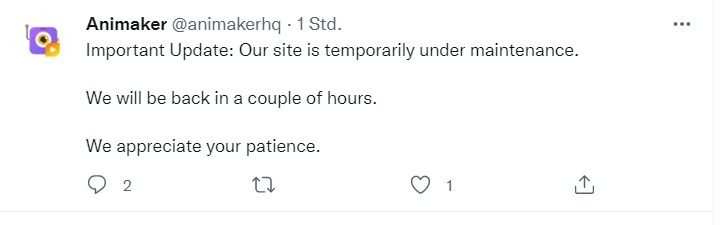 Animaker @animakerhq · 1 Std.
Important Update: Our site is temporarily under maintenance.
We will be back in a couple of hours.
We appreciate your patience.
2 1